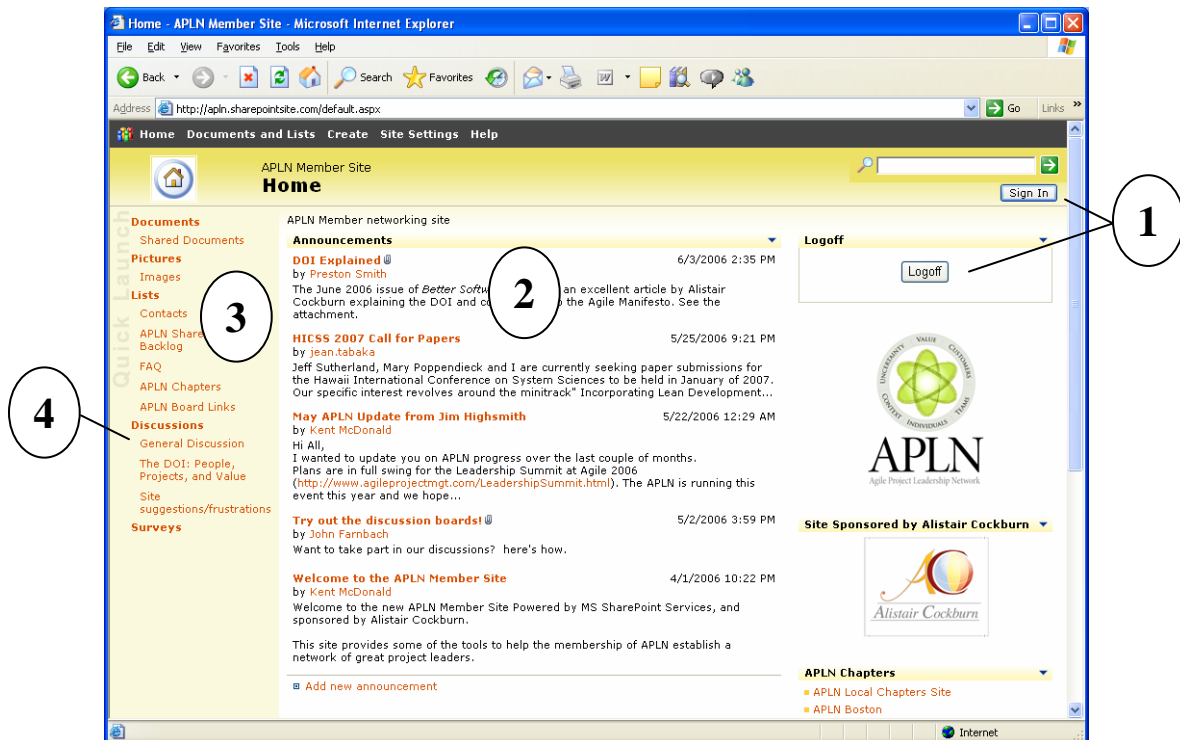 Home - APLN Member Site - Microsoft Internet Explorer
File Edit View Favorites Tools Help
Back Search Favorites
Address http://apln.sharepointsite.com/default.aspx Go Links »
Home Documents and Lists Create Site Settings Help
APLN Member Site
Home
Sign In
1
Quick Launch
Documents
Shared Documents
Pictures
Images
Lists
Contacts
APLN Share
Backlog
FAQ
APLN Chapters
APLN Board Links
Discussions
General Discussion
The DOI: People,
Projects, and Value
Site
suggestions/frustrations
Surveys
3
4
APLN Member networking site
Announcements
DOI Explained 6/3/2006 2:35 PM
by Preston Smith
The June 2006 issue of Better Softw an excellent article by Alistair
Cockburn explaining the DOI and co o the Agile Manifesto. See the
attachment.
2
HICSS 2007 Call for Papers 5/25/2006 9:21 PM
by jean.tabaka
Jeff Sutherland, Mary Poppendieck and I are currently seeking paper submissions for
the Hawaii International Conference on System Sciences to be held in January of 2007.
Our specific interest revolves around the minitrack" Incorporating Lean Development...
May APLN Update from Jim Highsmith 5/22/2006 12:29 AM
by Kent McDonald
Hi All,
I wanted to update you on APLN progress over the last couple of months.
Plans are in full swing for the Leadership Summit at Agile 2006
(http://www.agileprojectmgt.com/LeadershipSummit.html). The APLN is running this
event this year and we hope...
Try out the discussion boards! 5/2/2006 3:59 PM
by John Farnbach
Want to take part in our discussions? here's how.
Welcome to the APLN Member Site 4/1/2006 10:22 PM
by Kent McDonald
Welcome to the new APLN Member Site Powered by MS SharePoint Services, and
sponsored by Alistair Cockburn.
This site provides some of the tools to help the membership of APLN establish a
network of great project leaders.
Add new announcement
Logoff
Logoff
UNCERTAINTY VALUE CUSTOMERS
CONTEXT INDIVIDUALS TEAMS
APLN
Agile Project Leadership Network
Site Sponsored by Alistair Cockburn
Alistair Cockburn
APLN Chapters
APLN Local Chapters Site
APLN Boston
Internet